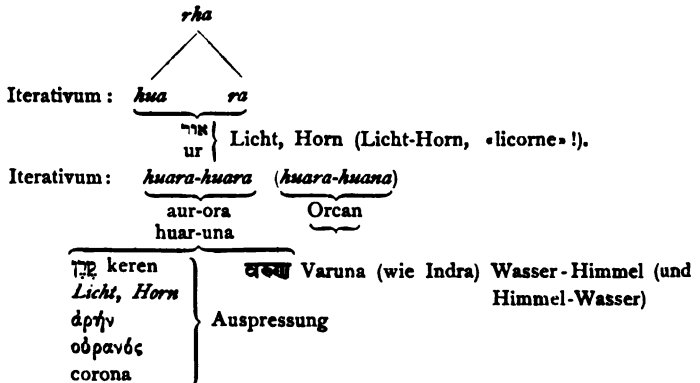 rha
Iterativum: hua ra
אור
ur
Licht, Horn (Licht-Horn, «licorne»!).
Iterativum: huara-huara (huara-huana)
aur-ora Orcan
huar-una
קֶרֶן keren वरुण Varuna (wie Indra) Wasser-Himmel (und
Licht, Horn Himmel-Wasser)
ἀρτήν Auspressung
οὐρανός
corona